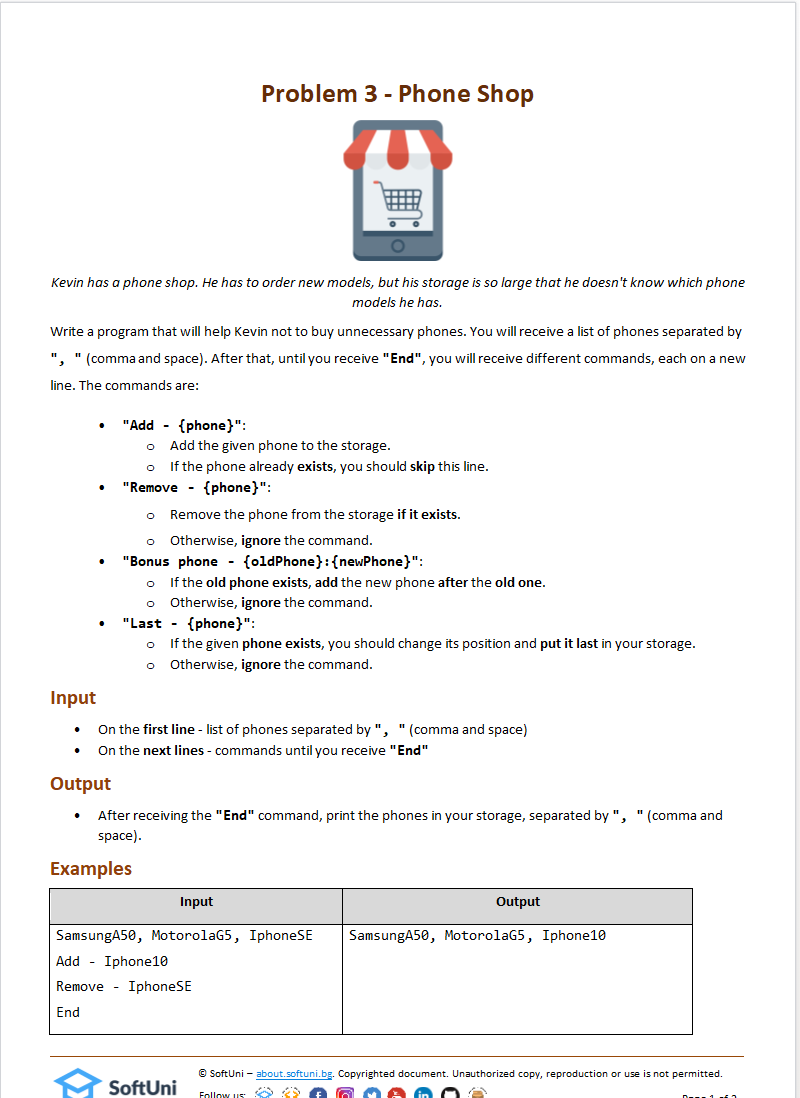 Problem 3 - Phone Shop
Kevin has a phone shop. He has to order new models, but his storage is so large that he doesn't know which phone
models he has.
Write a program that will help Kevin not to buy unnecessary phones. You will receive a list of phones separated by
", " (comma and space). After that, until you receive "End", you will receive different commands, each on a new
line. The commands are:
• "Add - {phone}":
o Add the given phone to the storage.
o If the phone already exists, you should skip this line.
• "Remove - {phone}":
o Remove the phone from the storage if it exists.
o Otherwise, ignore the command.
• "Bonus phone - {oldPhone}:{newPhone}":
o If the old phone exists, add the new phone after the old one.
o Otherwise, ignore the command.
• "Last - {phone}":
o If the given phone exists, you should change its position and put it last in your storage.
o Otherwise, ignore the command.
Input
• On the first line - list of phones separated by ", " (comma and space)
• On the next lines - commands until you receive "End"
Output
• After receiving the "End" command, print the phones in your storage, separated by ", " (comma and
space).
Examples
Input Output
SamsungA50, MotorolaG5, IphoneSE SamsungA50, MotorolaG5, Iphone10
Add - Iphone10
Remove - IphoneSE
End
© SoftUni – about.softuni.bg. Copyrighted document. Unauthorized copy, reproduction or use is not permitted.
SoftUni
Follow us:
Page 1 of 2